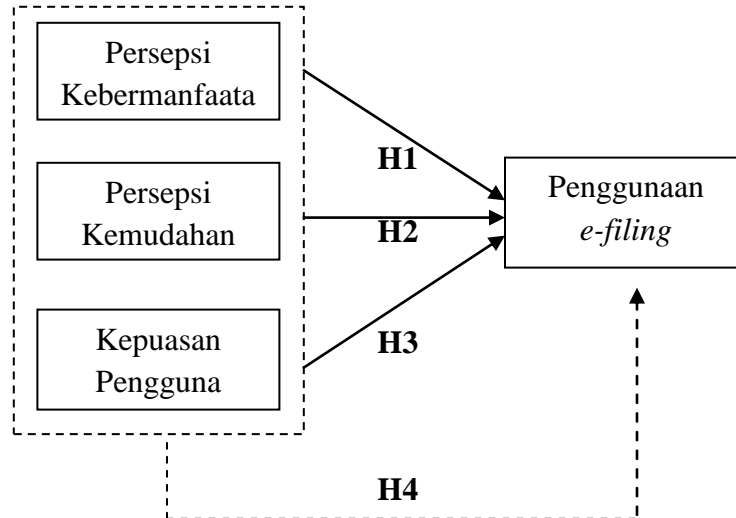 Persepsi
Kebermanfaata
H1
Persepsi
Kemudahan
H2
Penggunaan
e-filing
Kepuasan
Pengguna
H3
H4